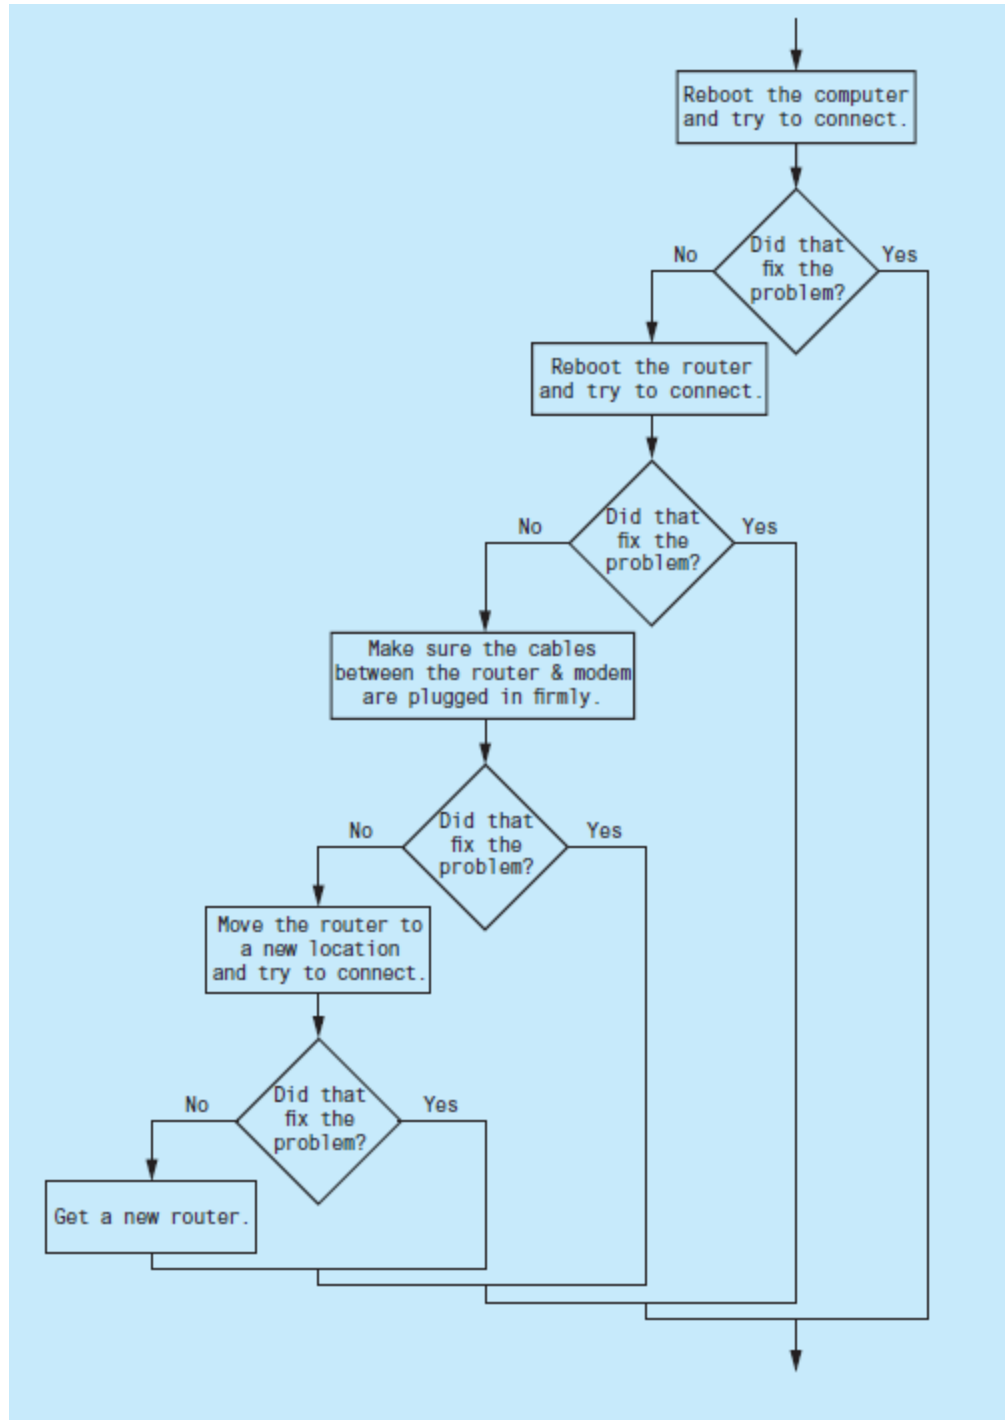 Reboot the computer
and try to connect.
No
Did that
fix the
problem?
Yes
Reboot the router
and try to connect.
No
Did that
fix the
problem?
Yes
Make sure the cables
between the router & modem
are plugged in firmly.
No
Did that
fix the
problem?
Yes
Move the router to
a new location
and try to connect.
No
Did that
fix the
problem?
Yes
Get a new router.